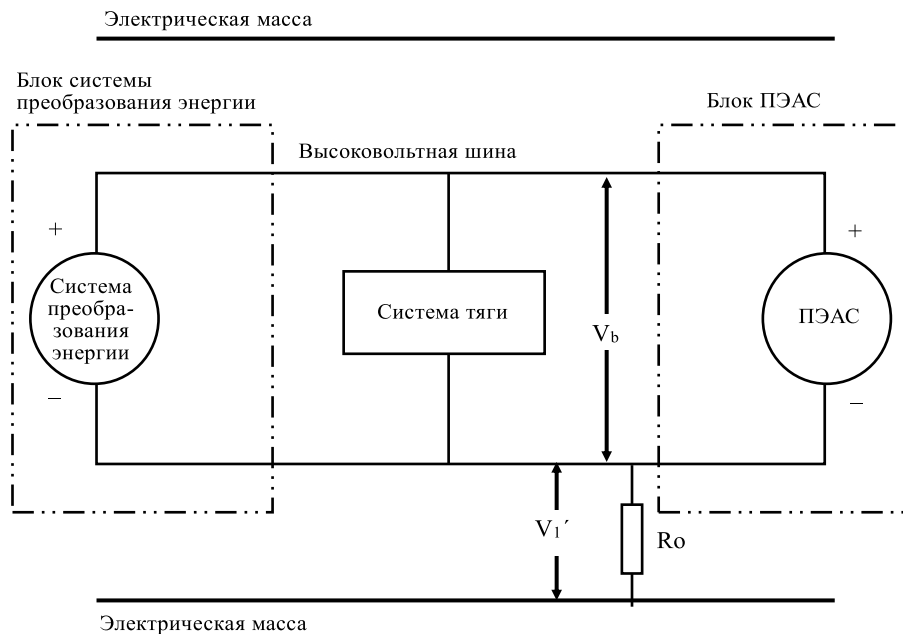 Электрическая масса
Блок системы
преобразования энергии
Блок ПЭАС
Высоковольтная шина
+
+
Система
преобра-
зования
энергии
Система тяги
ПЭАС
Vb
–
–
V1´
Ro
Электрическая масса